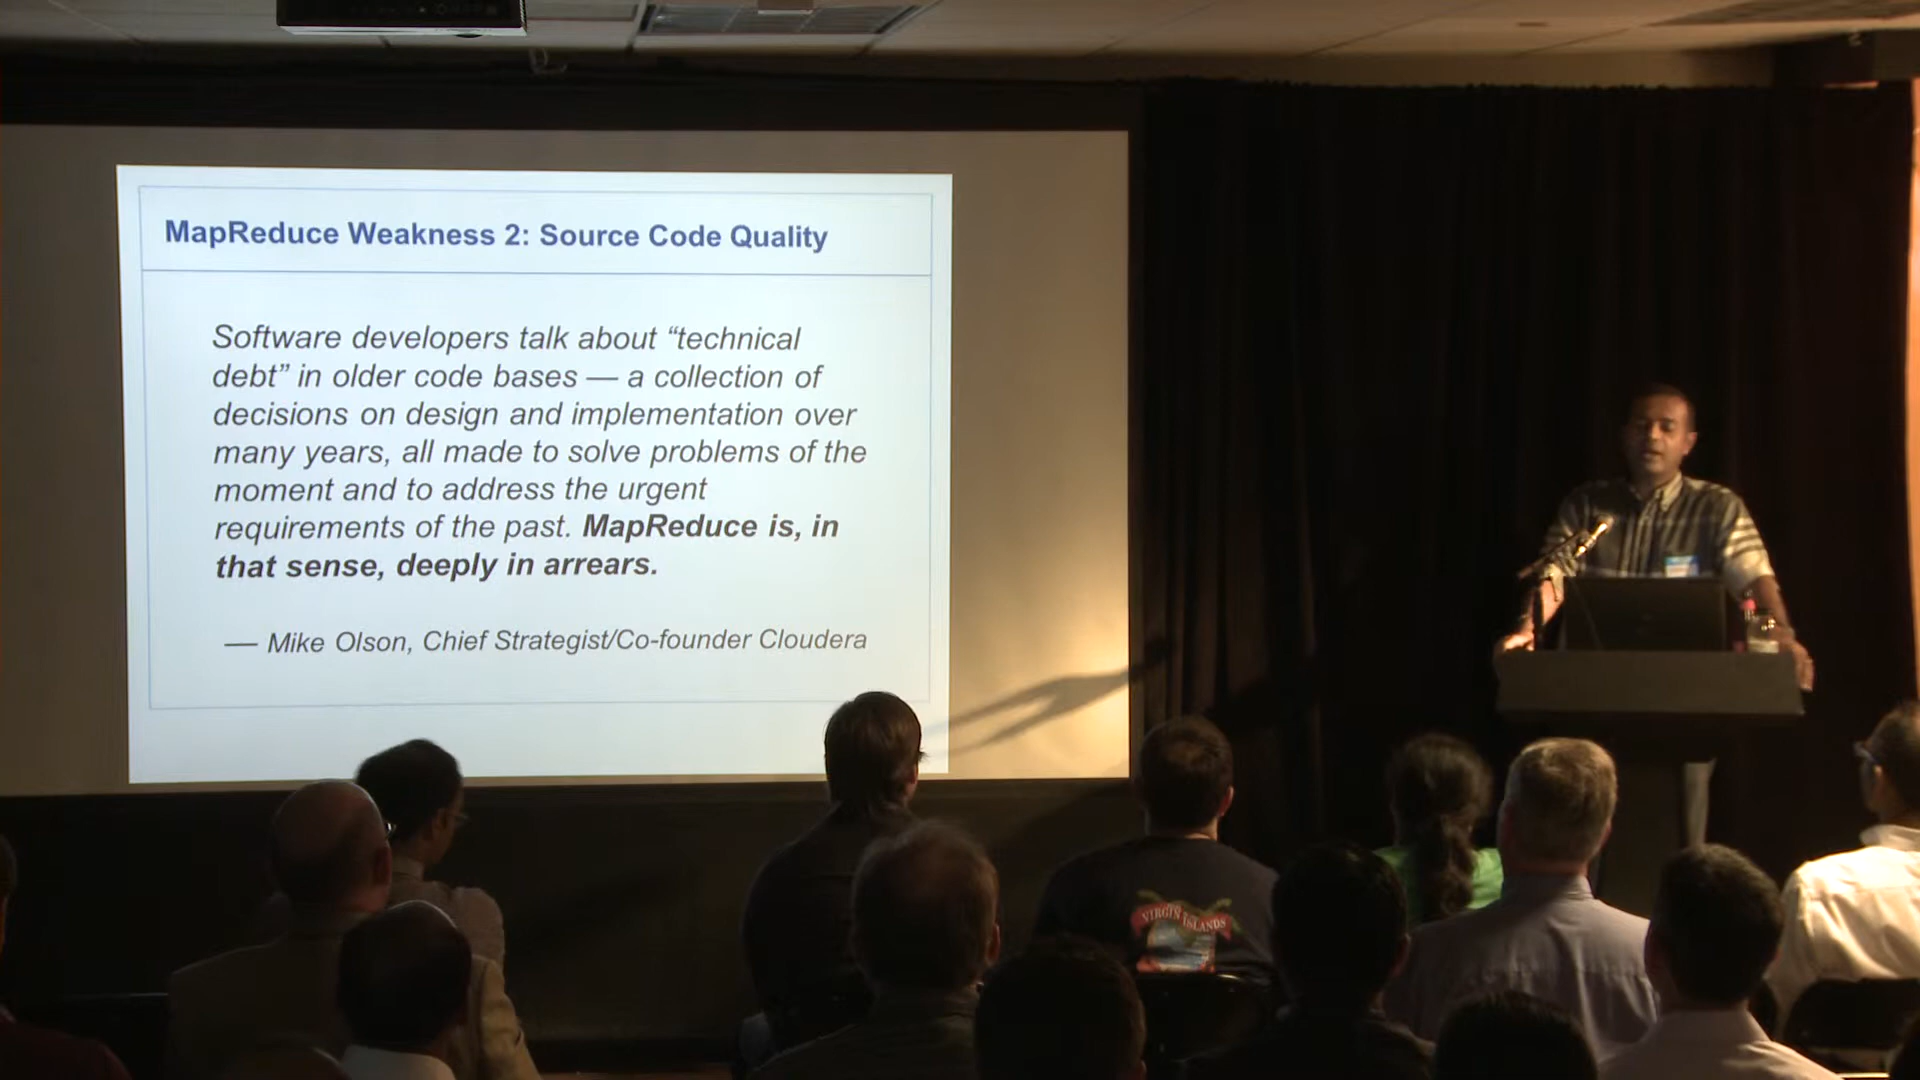 MapReduce Weakness 2: Source Code Quality
Software developers talk about “technical
debt” in older code bases — a collection of
decisions on design and implementation over
many years, all made to solve problems of the
moment and to address the urgent
requirements of the past. MapReduce is, in
that sense, deeply in arrears.
— Mike Olson, Chief Strategist/Co-founder Cloudera
VIRGIN ISLANDS